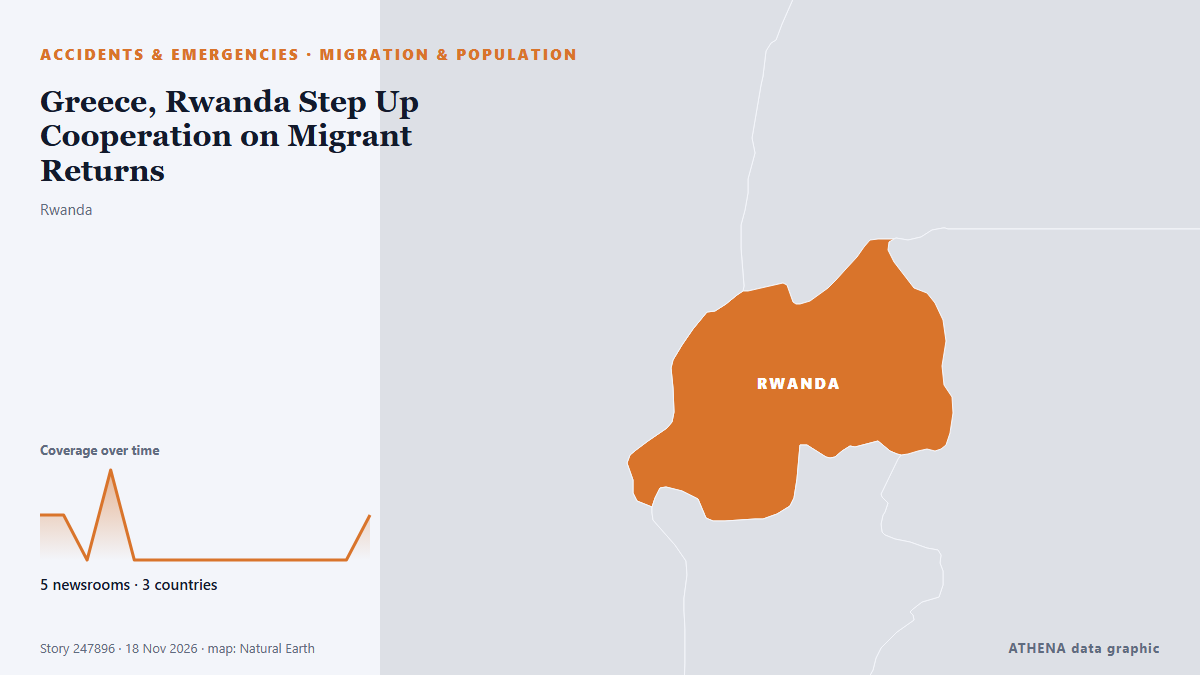 ACCIDENTS & EMERGENCIES · MIGRATION & POPULATION
Greece, Rwanda Step Up
Cooperation on Migrant
Returns
Rwanda
RWANDA
Coverage over time
5 newsrooms · 3 countries
Story 247896 · 18 Nov 2026 · map: Natural Earth
ATHENA data graphic